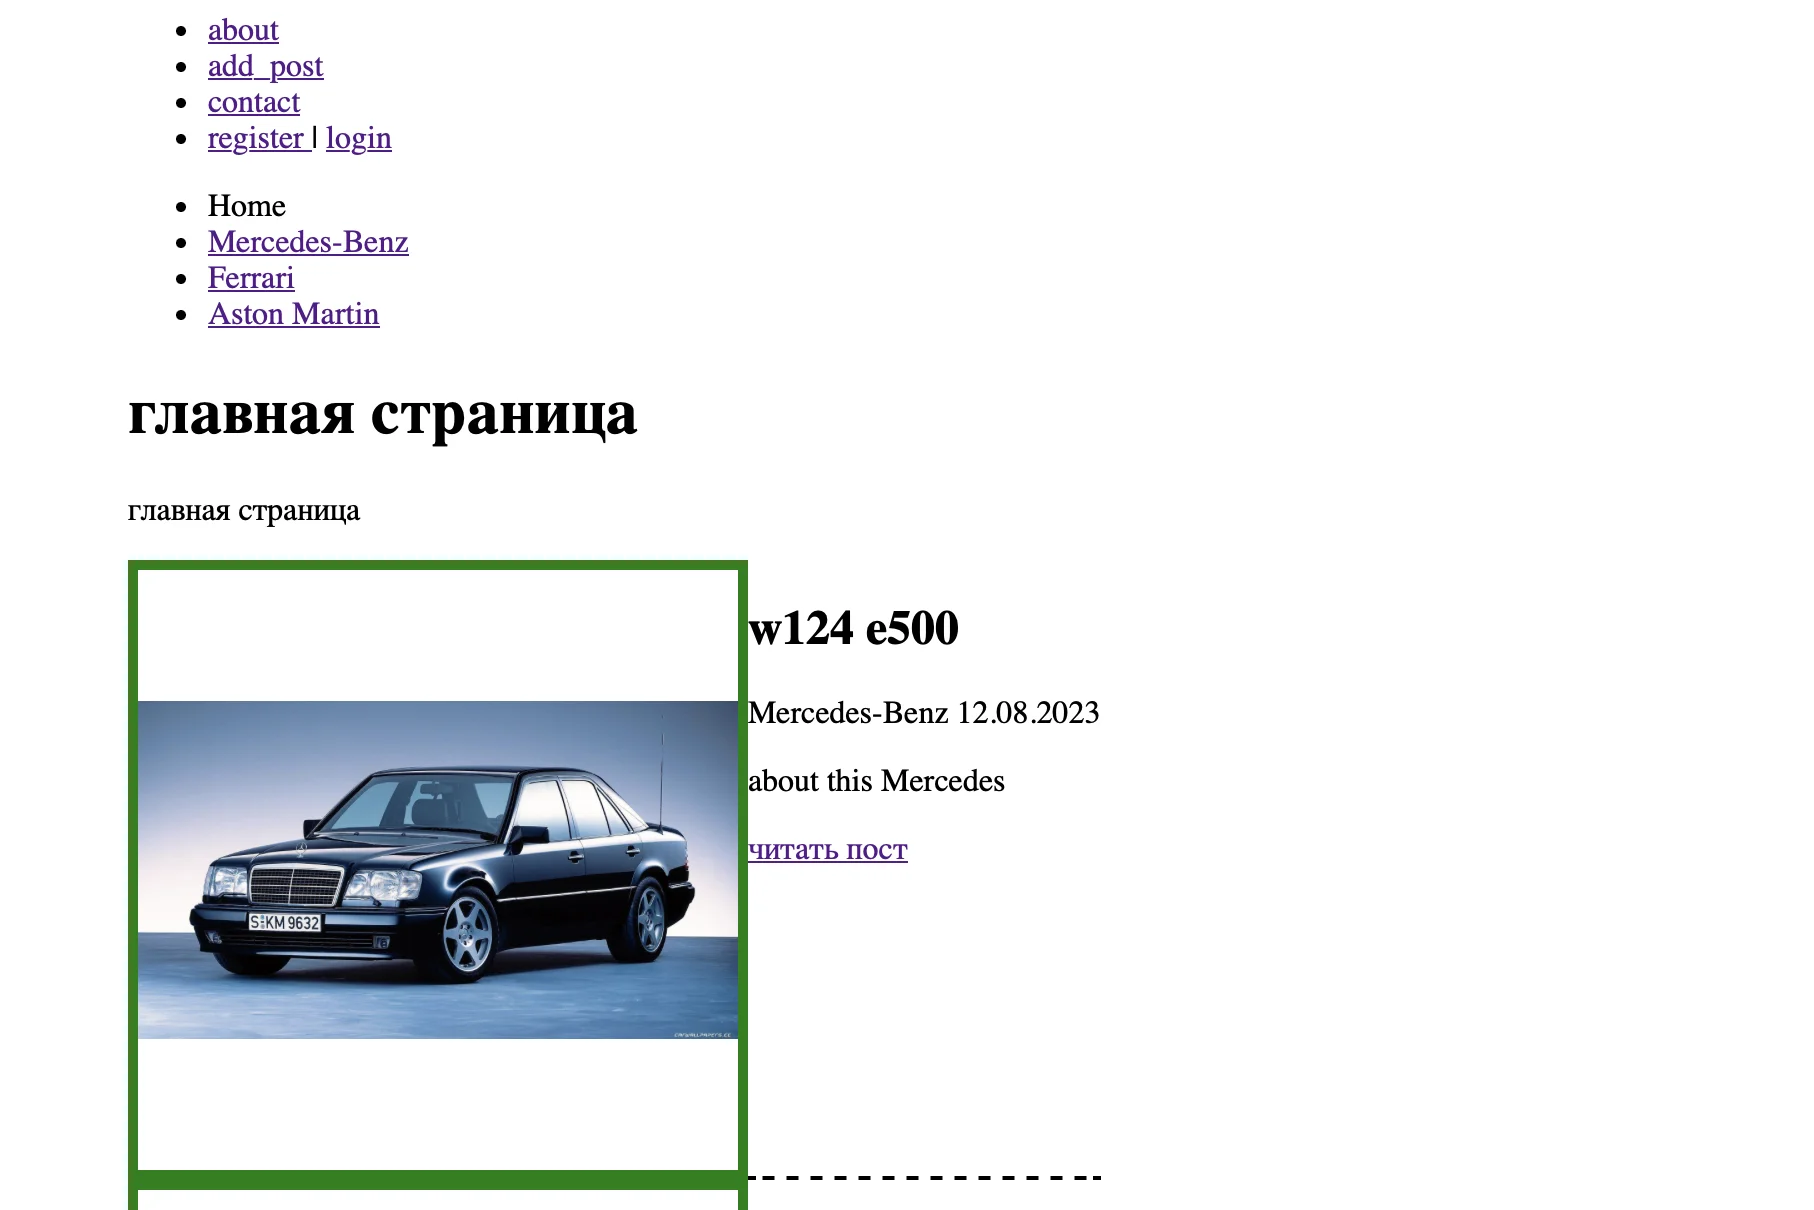 about
add_post
contact
register | login
Home
Mercedes-Benz
Ferrari
Aston Martin
главная страница
главная страница
w124 e500
Mercedes-Benz 12.08.2023
about this Mercedes
читать пост
S KM 9632